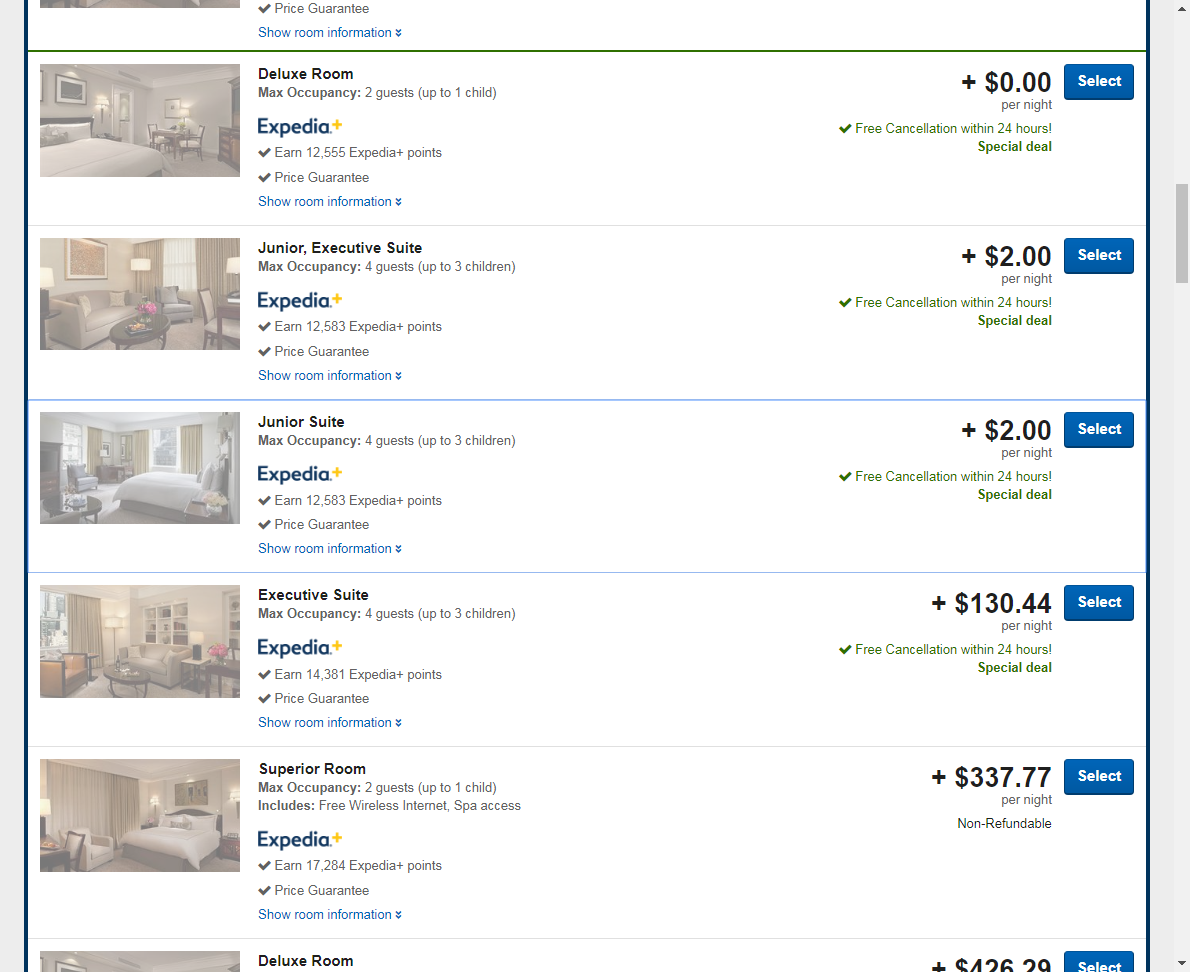 Price Guarantee
Show room information
Deluxe Room
Max Occupancy: 2 guests (up to 1 child)
Expedia+
Earn 12,555 Expedia+ points
Price Guarantee
Show room information
+ $0.00
per night
Free Cancellation within 24 hours!
Special deal
Select
Junior, Executive Suite
Max Occupancy: 4 guests (up to 3 children)
Expedia+
Earn 12,583 Expedia+ points
Price Guarantee
Show room information
+ $2.00
per night
Free Cancellation within 24 hours!
Special deal
Select
Junior Suite
Max Occupancy: 4 guests (up to 3 children)
Expedia+
Earn 12,583 Expedia+ points
Price Guarantee
Show room information
+ $2.00
per night
Free Cancellation within 24 hours!
Special deal
Select
Executive Suite
Max Occupancy: 4 guests (up to 3 children)
Expedia+
Earn 14,381 Expedia+ points
Price Guarantee
Show room information
+ $130.44
per night
Free Cancellation within 24 hours!
Special deal
Select
Superior Room
Max Occupancy: 2 guests (up to 1 child)
Includes: Free Wireless Internet, Spa access
Expedia+
Earn 17,284 Expedia+ points
Price Guarantee
Show room information
+ $337.77
per night
Non-Refundable
Select
Deluxe Room
+ $426.29
Select